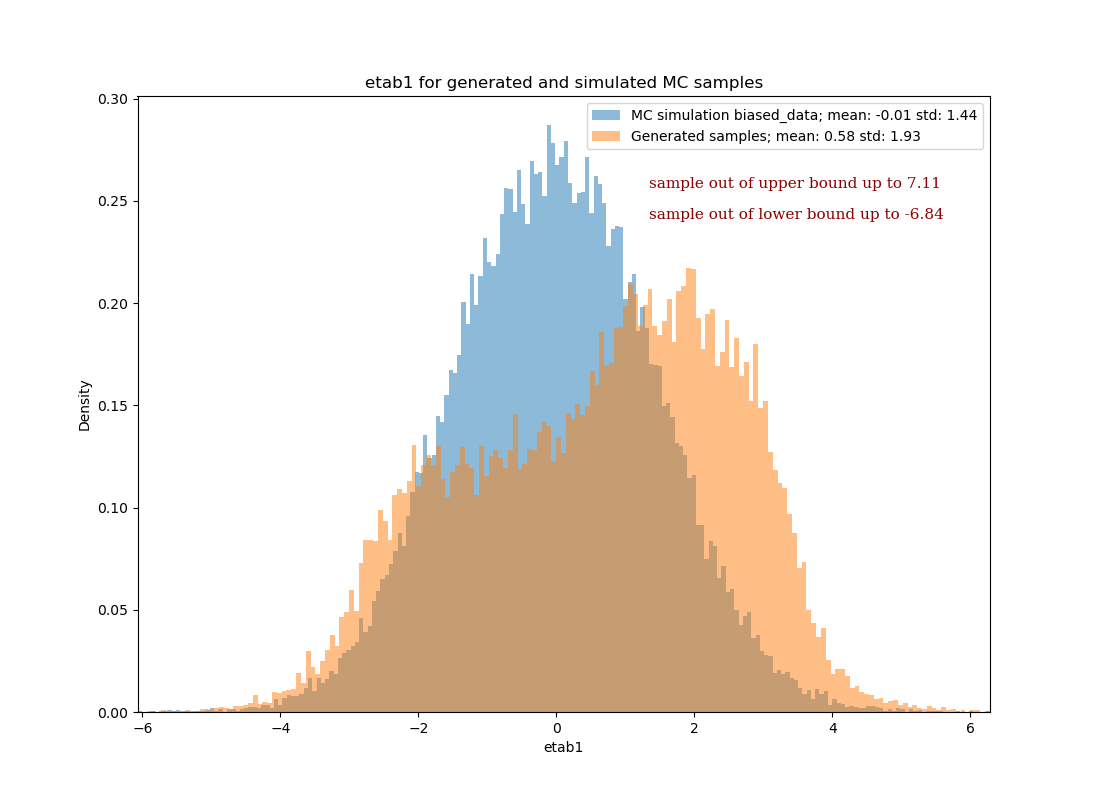 etab1 for generated and simulated MC samples
MC simulation biased_data; mean: -0.01 std: 1.44
Generated samples; mean: 0.58 std: 1.93
sample out of upper bound up to 7.11
sample out of lower bound up to -6.84
Density
0.30
0.25
0.20
0.15
0.10
0.05
0.00
−6 −4 −2 0 2 4 6
etab1